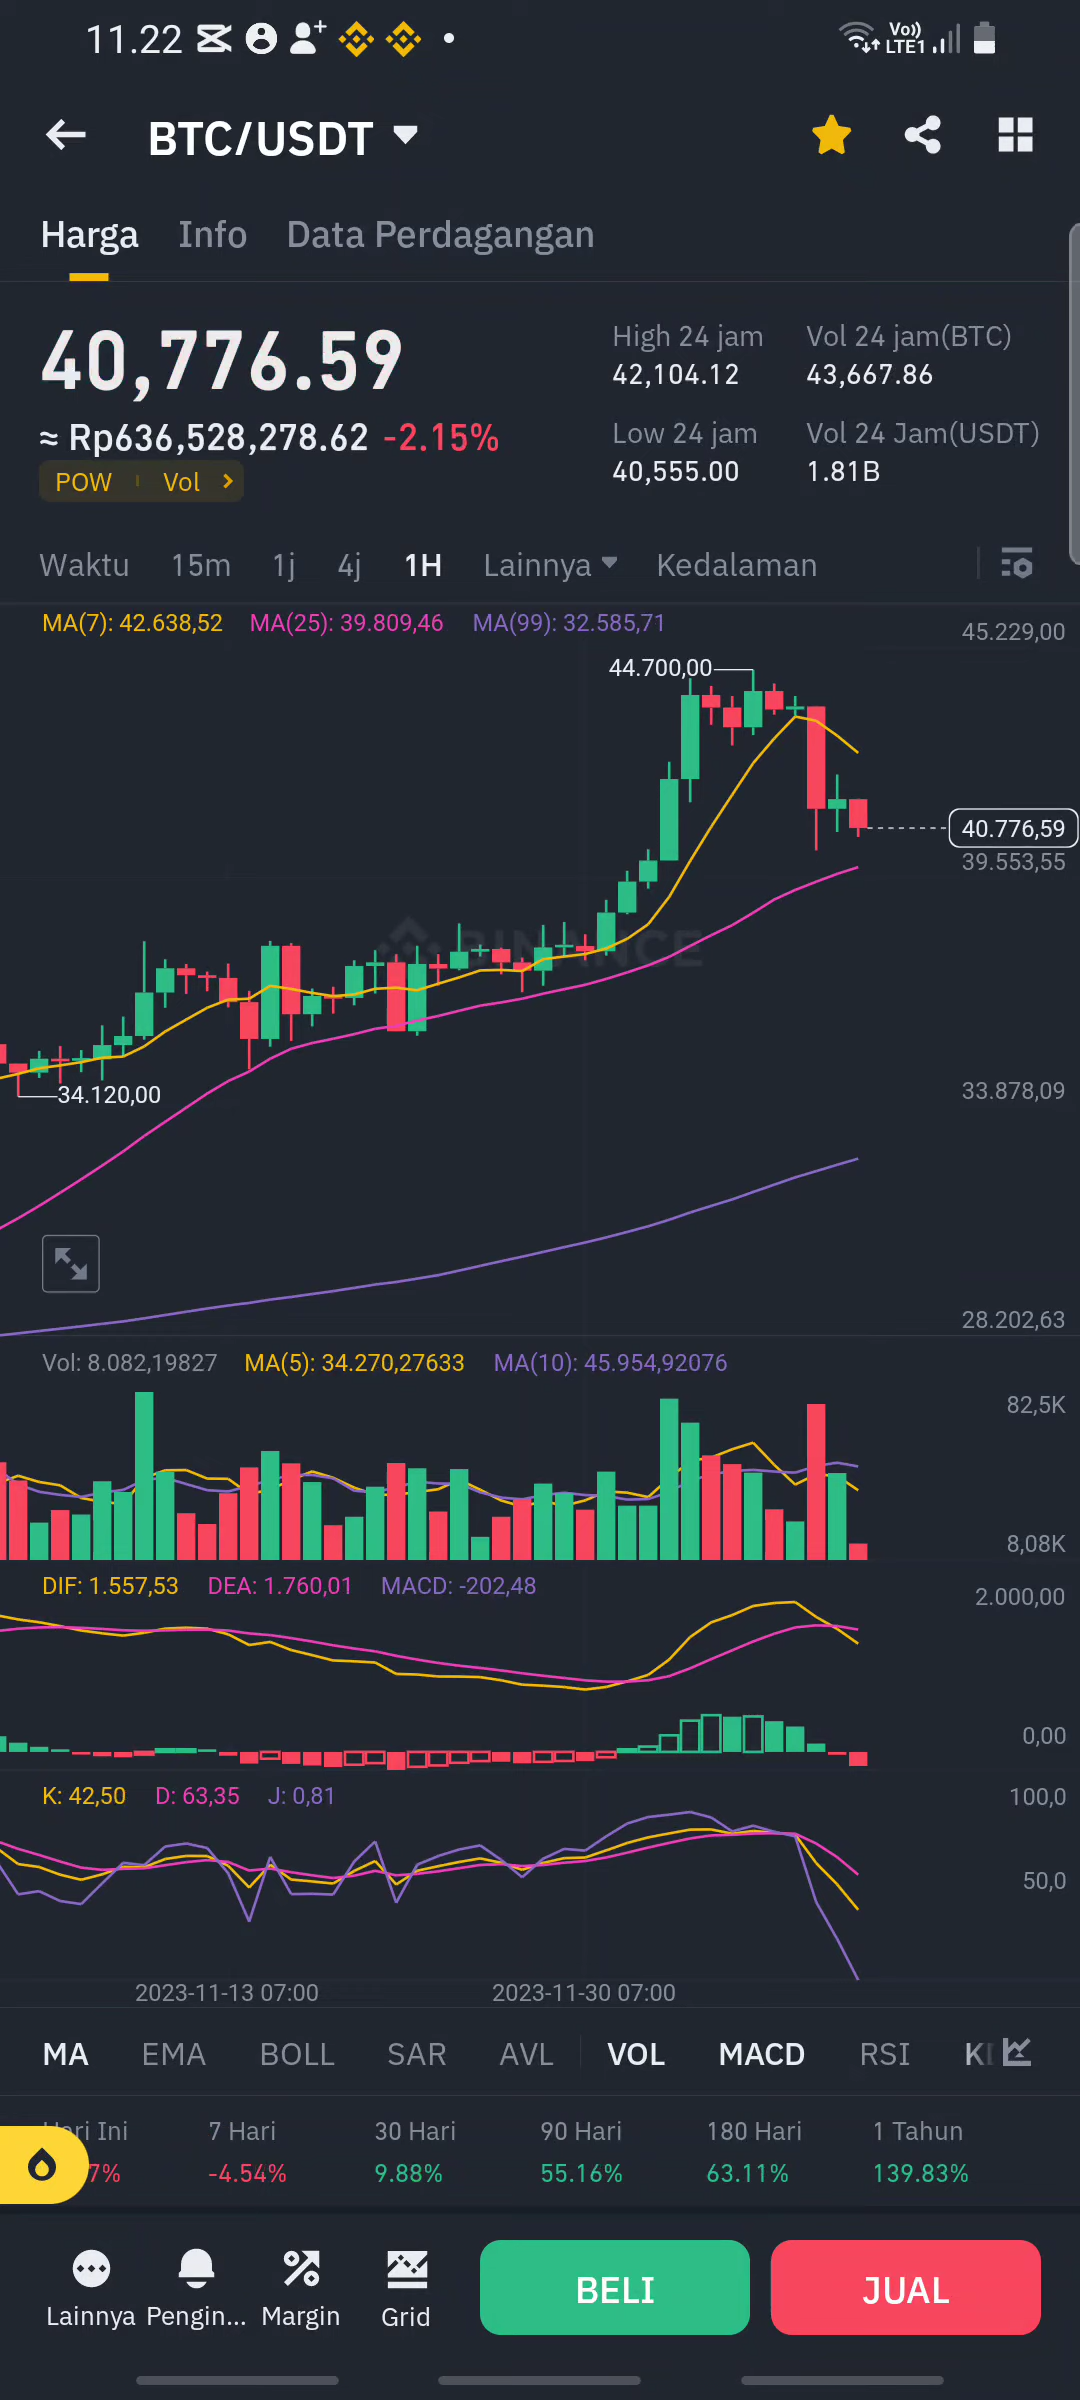 11.22 Vo)) LTE1
BTC/USDT
Harga Info Data Perdagangan
40,776.59
≈ Rp636,528,278.62 -2.15%
POW Vol
High 24 jam
42,104.12
Vol 24 jam(BTC)
43,667.86
Low 24 jam
40,555.00
Vol 24 Jam(USDT)
1.81B
Waktu 15m 1j 4j 1H Lainnya Kedalaman
MA(7): 42.638,52 MA(25): 39.809,46 MA(99): 32.585,71
45.229,00
44.700,00
40.776,59
39.553,55
BINANCE
34.120,00
33.878,09
28.202,63
Vol: 8.082,19827 MA(5): 34.270,27633 MA(10): 45.954,92076
82,5K
8,08K
DIF: 1.557,53 DEA: 1.760,01 MACD: -202,48
2.000,00
0,00
K: 42,50 D: 63,35 J: 0,81
100,0
50,0
2023-11-13 07:00 2023-11-30 07:00
MA EMA BOLL SAR AVL VOL MACD RSI
Hari Ini 7 Hari 30 Hari 90 Hari 180 Hari 1 Tahun
7% -4.54% 9.88% 55.16% 63.11% 139.83%
Lainnya Pengin... Margin Grid BELI JUAL